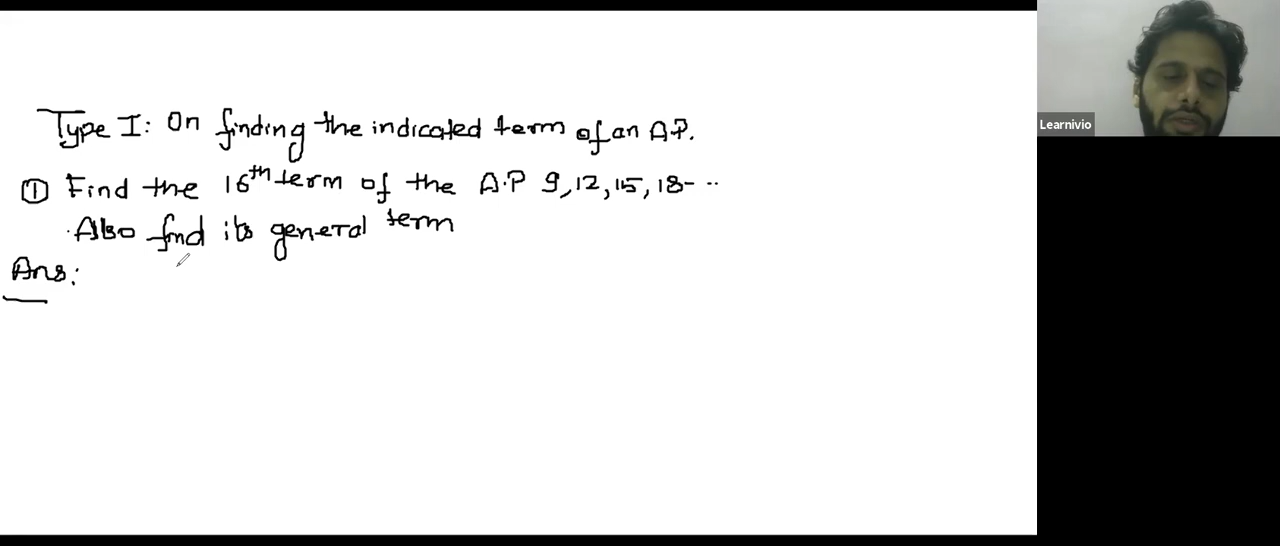 Type I: On finding the indicated term of an A.P.
① Find the 16th term of the A.P 9, 12, 15, 18- ..
Also find its general term
Ans:
Learnivio